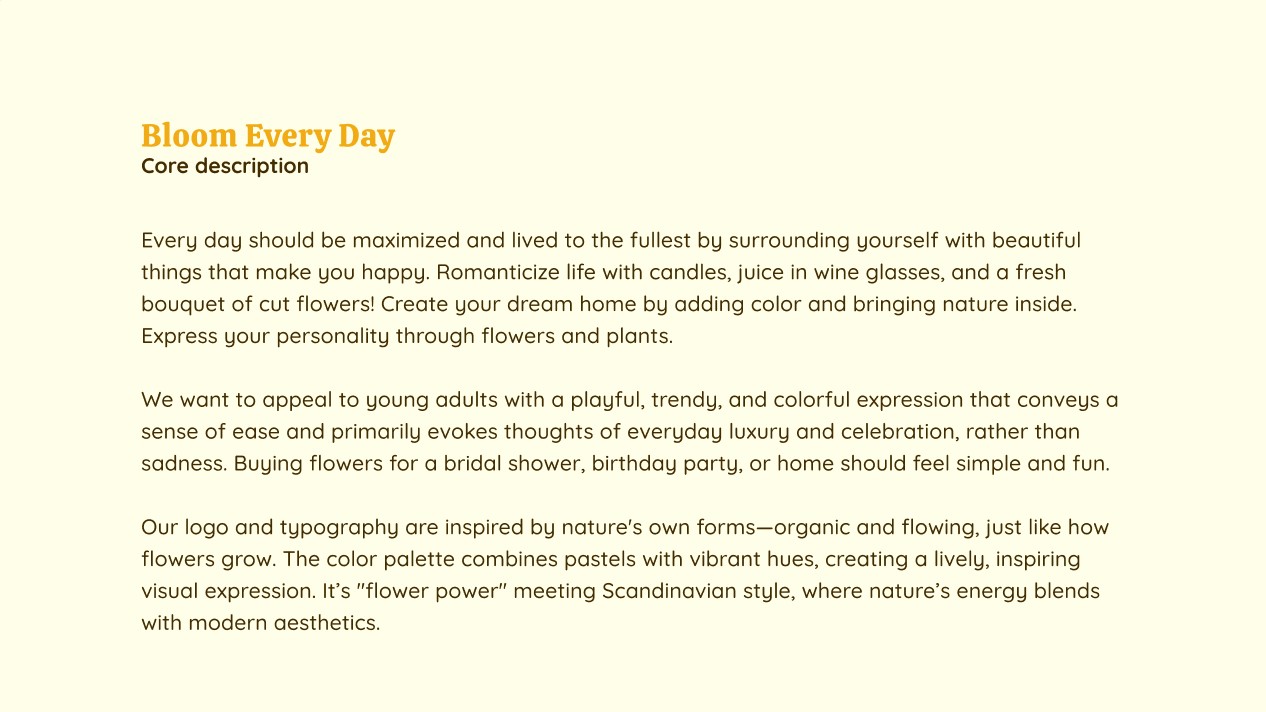 Bloom Every Day
Core description
Every day should be maximized and lived to the fullest by surrounding yourself with beautiful
things that make you happy. Romanticize life with candles, juice in wine glasses, and a fresh
bouquet of cut flowers! Create your dream home by adding color and bringing nature inside.
Express your personality through flowers and plants.
We want to appeal to young adults with a playful, trendy, and colorful expression that conveys a
sense of ease and primarily evokes thoughts of everyday luxury and celebration, rather than
sadness. Buying flowers for a bridal shower, birthday party, or home should feel simple and fun.
Our logo and typography are inspired by nature's own forms—organic and flowing, just like how
flowers grow. The color palette combines pastels with vibrant hues, creating a lively, inspiring
visual expression. It’s "flower power" meeting Scandinavian style, where nature’s energy blends
with modern aesthetics.